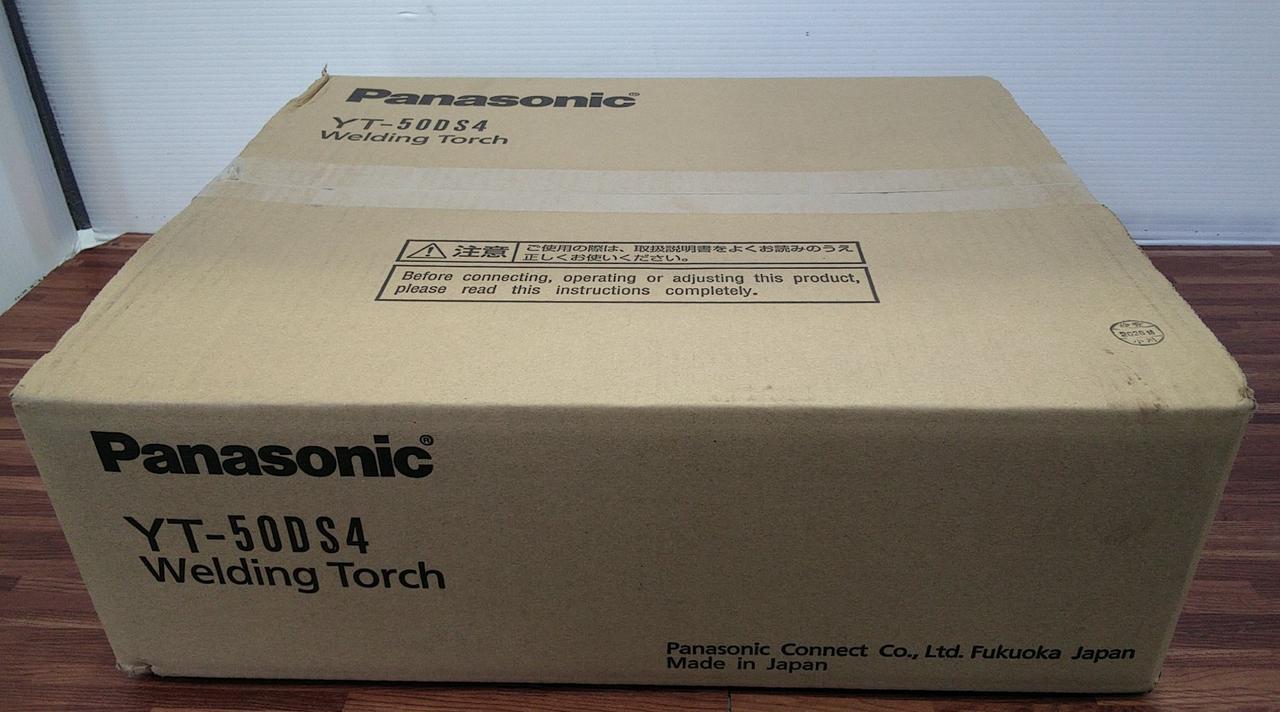 Panasonic®
YT-50DS4
Welding Torch
注意
ご使用の際は、取扱説明書をよくお読みのうえ
正しくお使いください。
Before connecting, operating or adjusting this product,
please read this instructions completely.
小川
Panasonic®
YT-50DS4
Welding Torch
Panasonic Connect Co., Ltd. Fukuoka Japan
Made in Japan